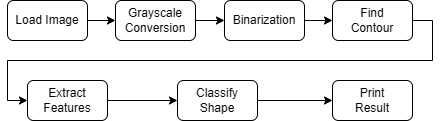 Load Image
Grayscale
Conversion
Binarization
Find
Contour
Extract
Features
Classify
Shape
Print
Result